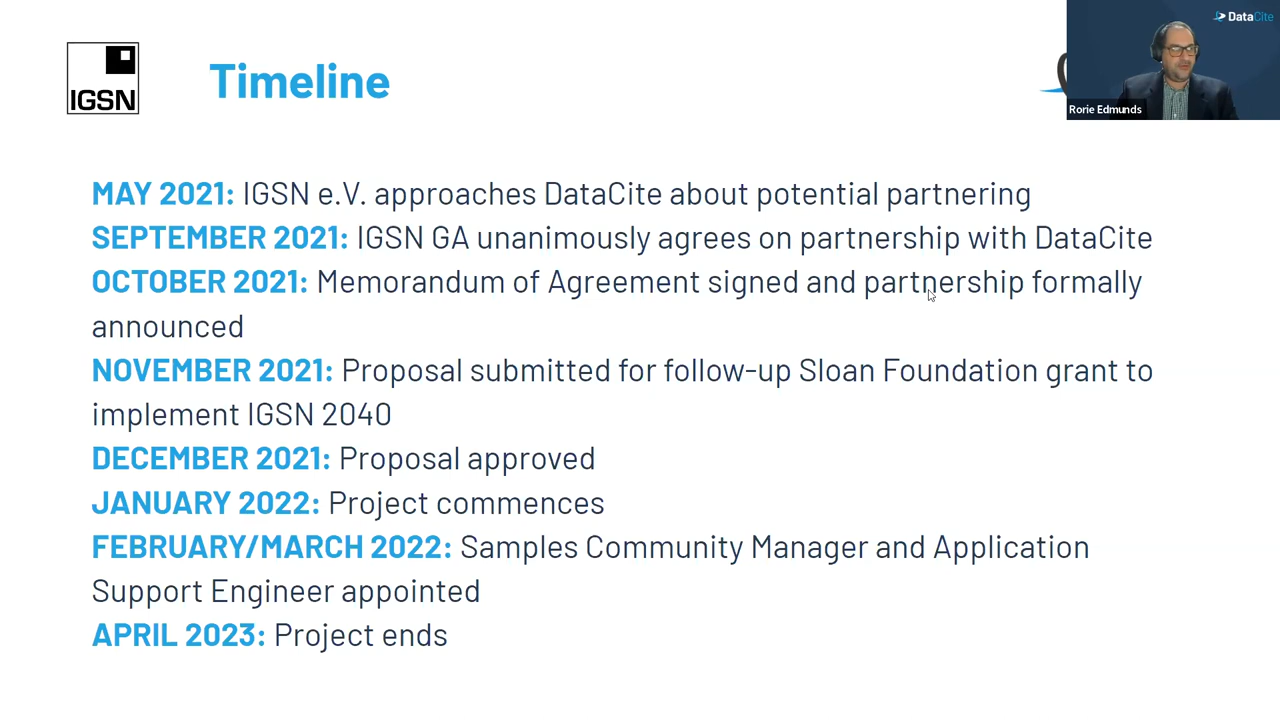 IGSN
Timeline
DataCite
Rorie Edmunds
MAY 2021: IGSN e.V. approaches DataCite about potential partnering
SEPTEMBER 2021: IGSN GA unanimously agrees on partnership with DataCite
OCTOBER 2021: Memorandum of Agreement signed and partnership formally
announced
NOVEMBER 2021: Proposal submitted for follow-up Sloan Foundation grant to
implement IGSN 2040
DECEMBER 2021: Proposal approved
JANUARY 2022: Project commences
FEBRUARY/MARCH 2022: Samples Community Manager and Application
Support Engineer appointed
APRIL 2023: Project ends